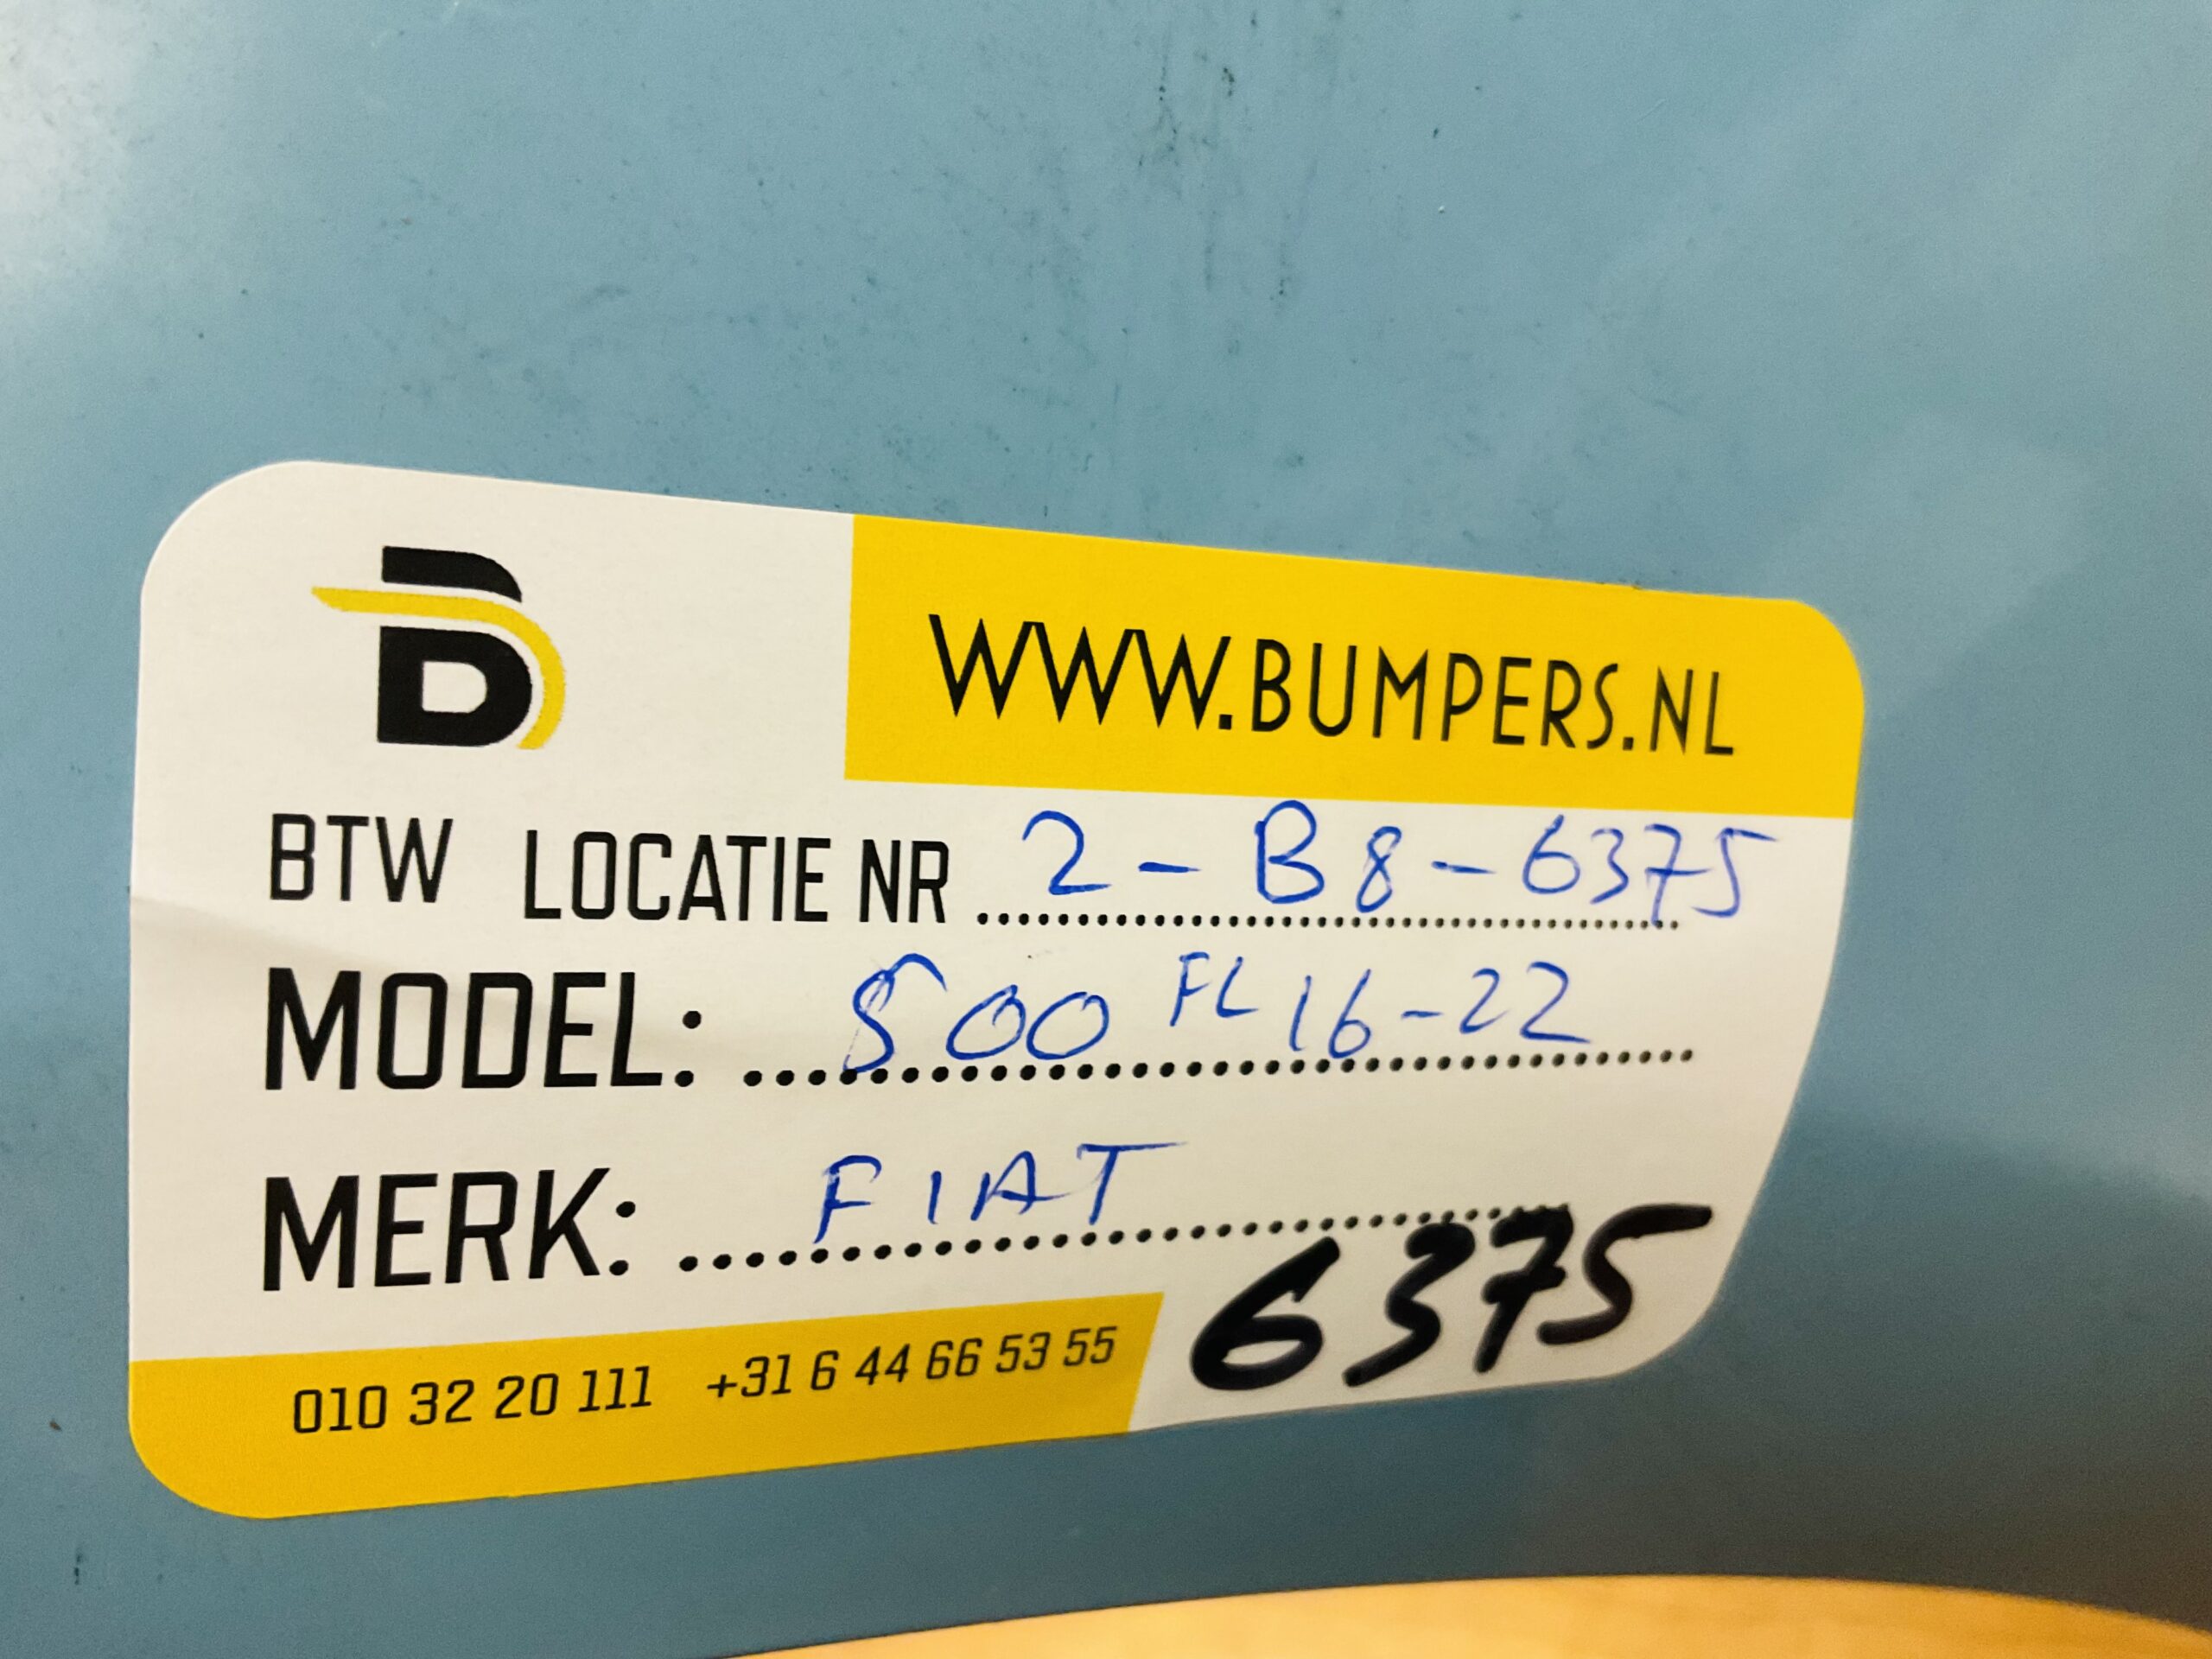 B
WWW.BUMPERS.NL
BTW LOCATIE NR 2 - B8 - 6375
MODEL: 500 FL 16-22
MERK: FIAT
6375
010 32 20 111 +31 6 44 66 53 55